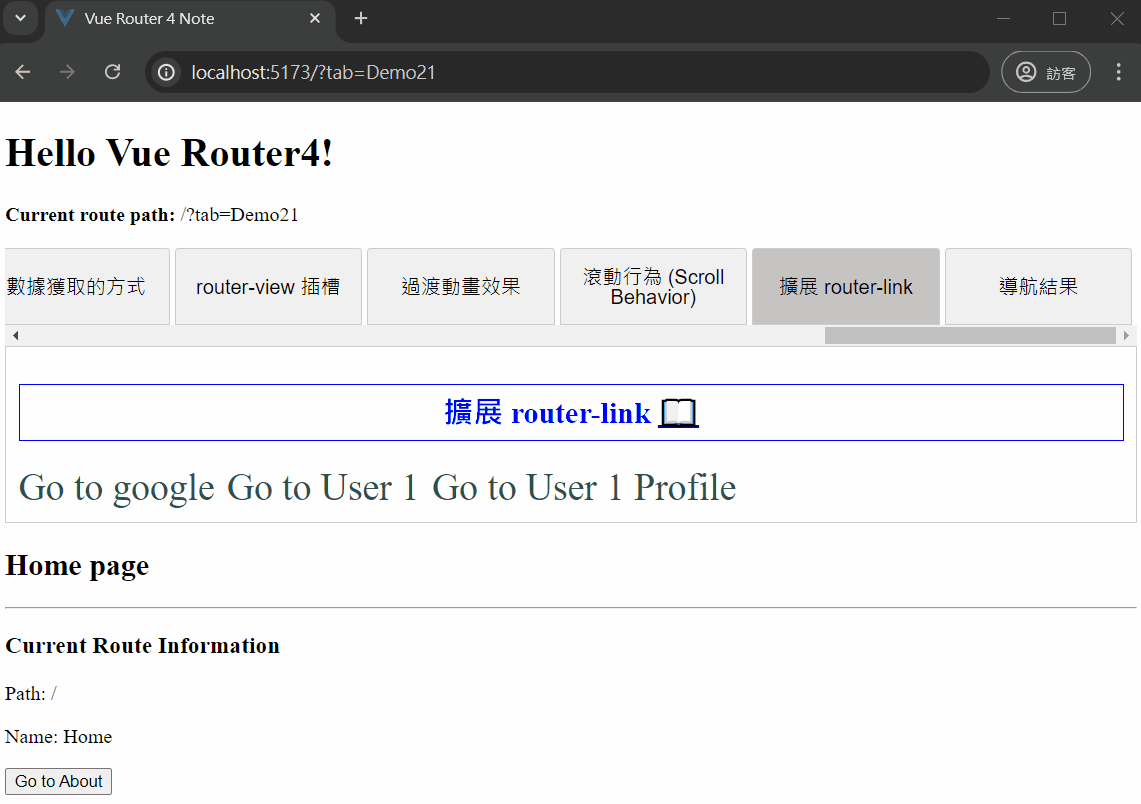 Vue Router 4 Note
localhost:5173/?tab=Demo21
訪客
Hello Vue Router4!
Current route path: /?tab=Demo21
數據獲取的方式
router-view 插槽
過渡動畫效果
滾動行為 (Scroll
Behavior)
擴展 router-link
導航結果
擴展 router-link 📖
Go to google Go to User 1 Go to User 1 Profile
Home page
Current Route Information
Path: /
Name: Home
Go to About